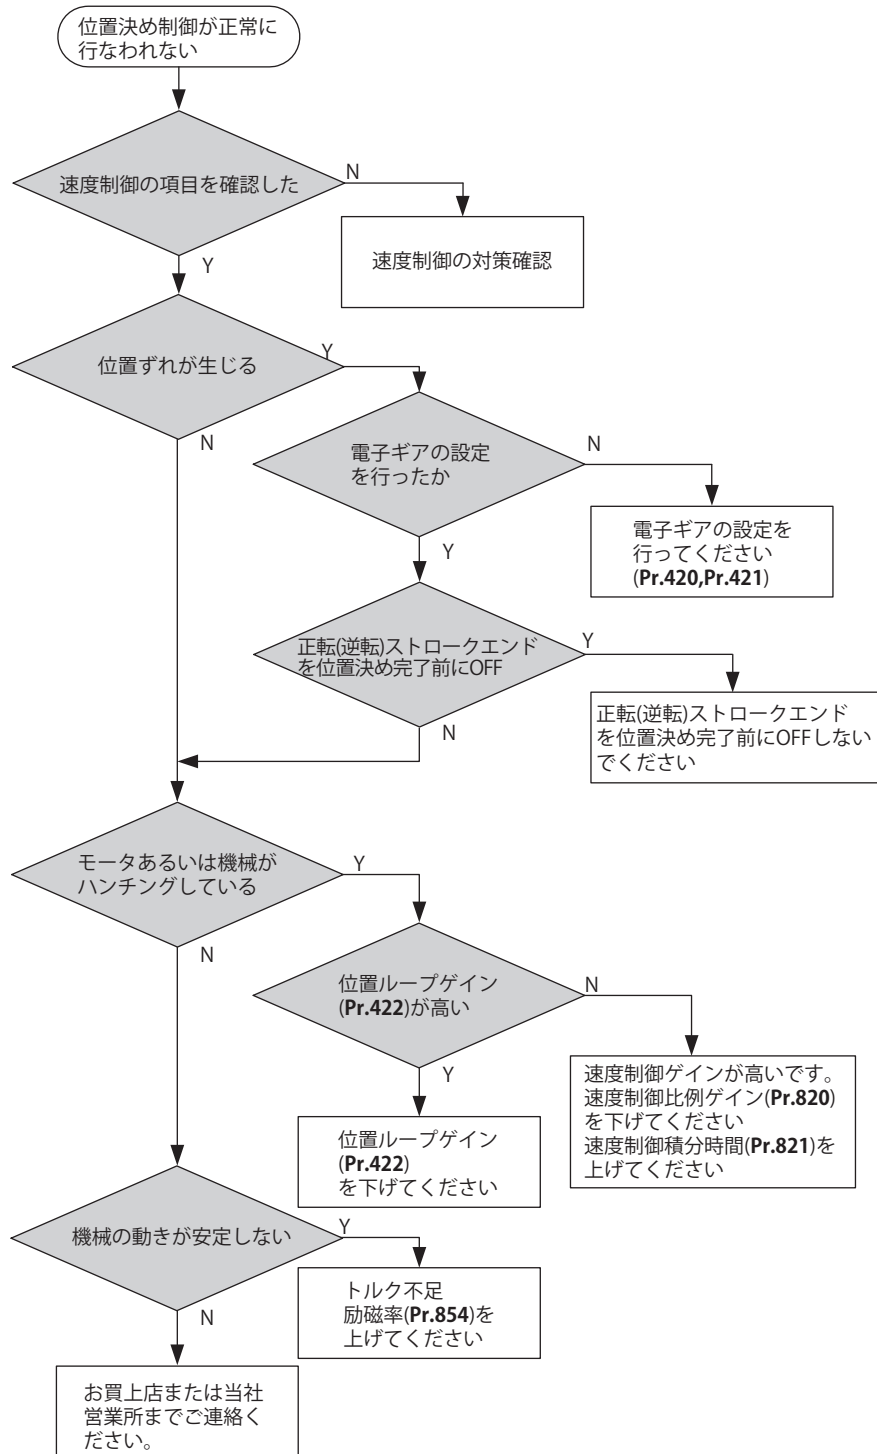 位置決め制御が正常に
行なわれない
速度制御の項目を確認した
N
速度制御の対策確認
Y
位置ずれが生じる
Y
N
電子ギアの設定
を行ったか
N
電子ギアの設定を
行ってください
(Pr.420,Pr.421)
Y
正転(逆転)ストロークエンド
を位置決め完了前にOFF
Y
正転(逆転)ストロークエンド
を位置決め完了前にOFFしない
でください
N
モータあるいは機械が
ハンチングしている
Y
N
位置ループゲイン
(Pr.422)が高い
N
速度制御ゲインが高いです。
速度制御比例ゲイン(Pr.820)
を下げてください
速度制御積分時間(Pr.821)を
上げてください
Y
位置ループゲイン
(Pr.422)
を下げてください
機械の動きが安定しない
Y
トルク不足
励磁率(Pr.854)を
上げてください
N
お買上店または当社
営業所までご連絡く
ださい。